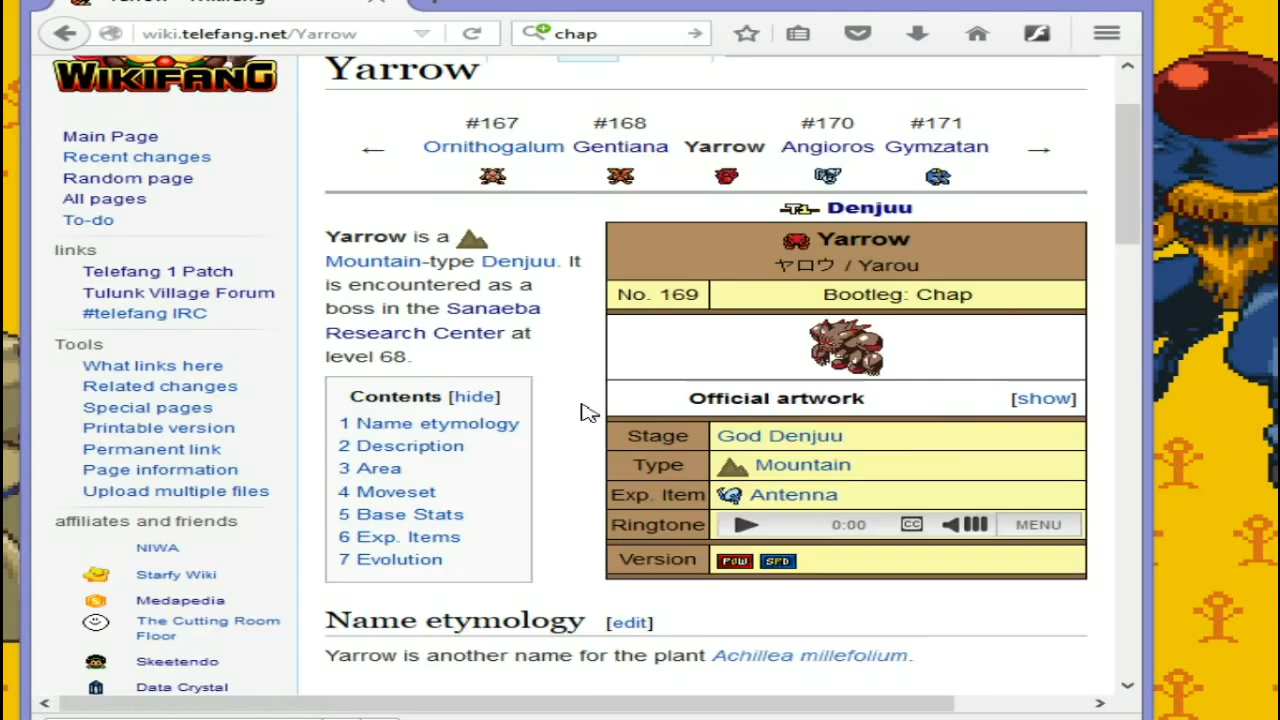 wiki.telefang.net/Yarrow
chap
WIKIFANG
Main Page
Recent changes
Random page
All pages
To-do
links
Telefang 1 Patch
Tulunk Village Forum
#telefang IRC
Tools
What links here
Related changes
Special pages
Printable version
Permanent link
Page information
Upload multiple files
affiliates and friends
NIWA
Starfy Wiki
Medapedia
The Cutting Room
Floor
Skeetendo
Data Crystal
Yarrow
#167 #168 #170 #171
← Ornithogalum Gentiana Yarrow Angioros Gymzatan →
Yarrow is a
Mountain-type Denjuu. It
is encountered as a
boss in the Sanaeba
Research Center at
level 68.
Contents [hide]
1 Name etymology
2 Description
3 Area
4 Moveset
5 Base Stats
6 Exp. Items
7 Evolution
T1 Denjuu
Yarrow
ヤロウ / Yarou
No. 169 Bootleg: Chap
Official artwork [show]
Stage God Denjuu
Type Mountain
Exp. Item Antenna
Ringtone 0:00 CC MENU
Version POW SPD
Name etymology [edit]
Yarrow is another name for the plant Achillea millefolium.